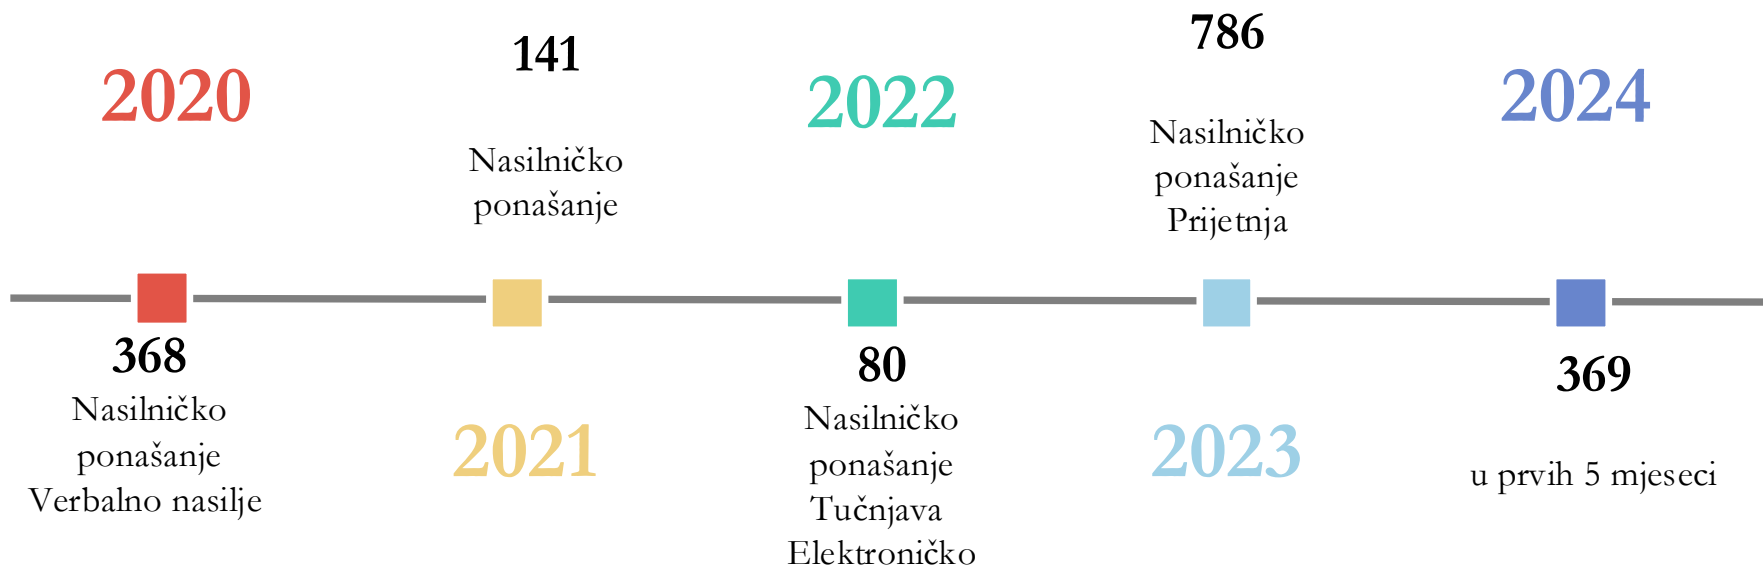 2020
368
Nasilničko
ponašanje
Verbalno nasilje
141
Nasilničko
ponašanje
2021
2022
80
Nasilničko
ponašanje
Tučnjava
Elektroničko
786
Nasilničko
ponašanje
Prijetnja
2023
2024
369
u prvih 5 mjeseci